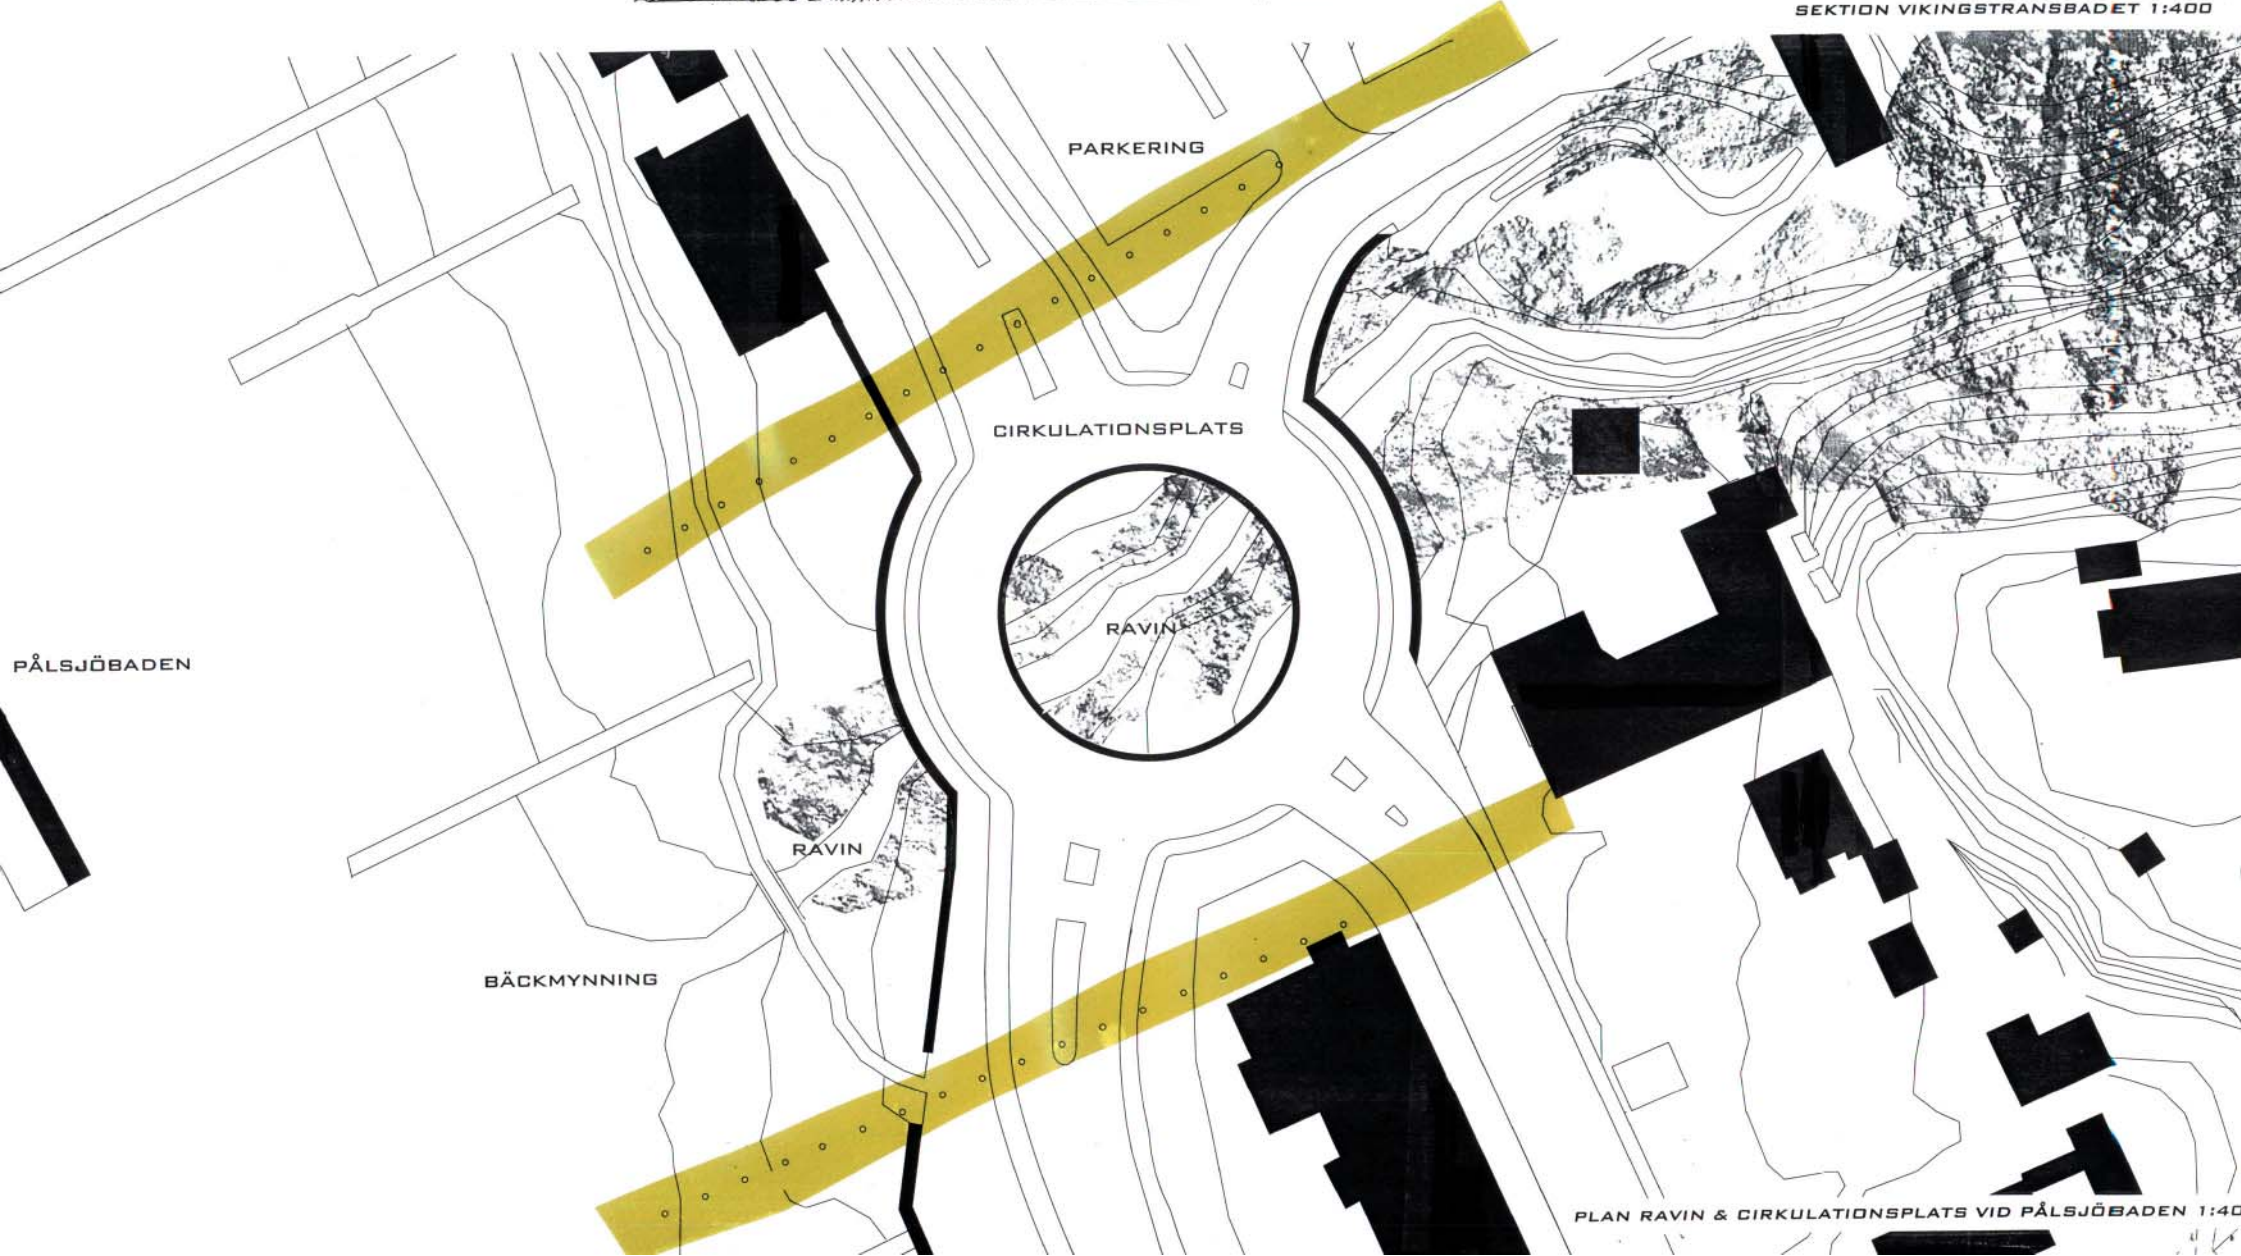 SEKTION VIKINGSTRANSBADET 1:400
PARKERING
CIRKULATIONSPLATS
RAVIN
PÅLSJÖBADEN
RAVIN
BÄCKMYNNING
PLAN RAVIN & CIRKULATIONSPLATS VID PÅLSJÖBADEN 1:40